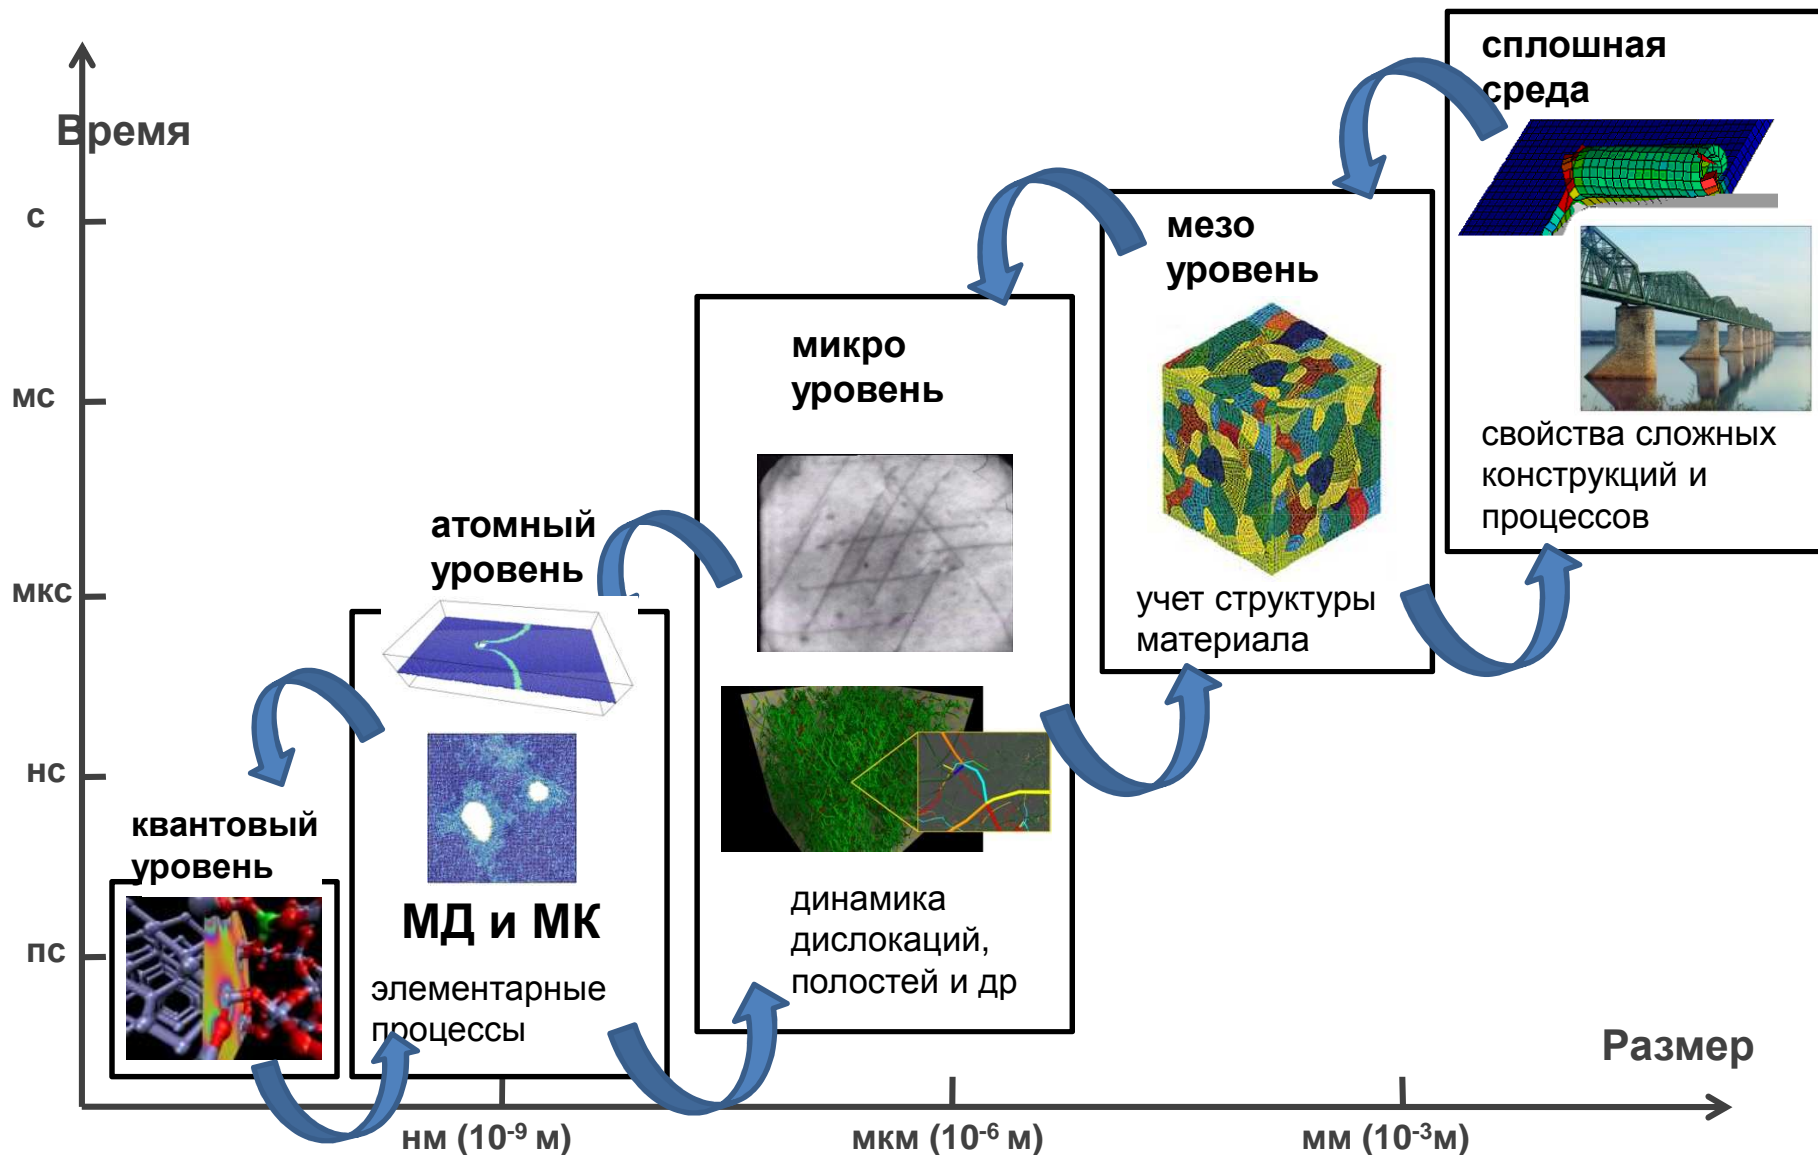 Время
с
мс
мкс
нс
пс
квантовый
уровень
атомный
уровень
МД и МК
элементарные
процессы
микро
уровень
динамика
дислокаций,
полостей и др
мезо
уровень
учет структуры
материала
сплошная
среда
свойства сложных
конструкций и
процессов
Размер
нм (10⁻⁹ м)
мкм (10⁻⁶ м)
мм (10⁻³м)